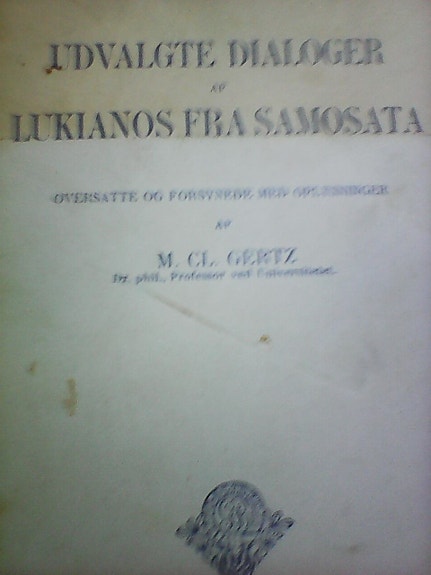 UDVALGTE DIALOGER
AF
LUKIANOS FRA SAMOSATA
OVERSATTE OG FORSYNEDE MED OPLYSNINGER
AF
M. CL. GERTZ
Dr. phil., Professor ved Universitetet.